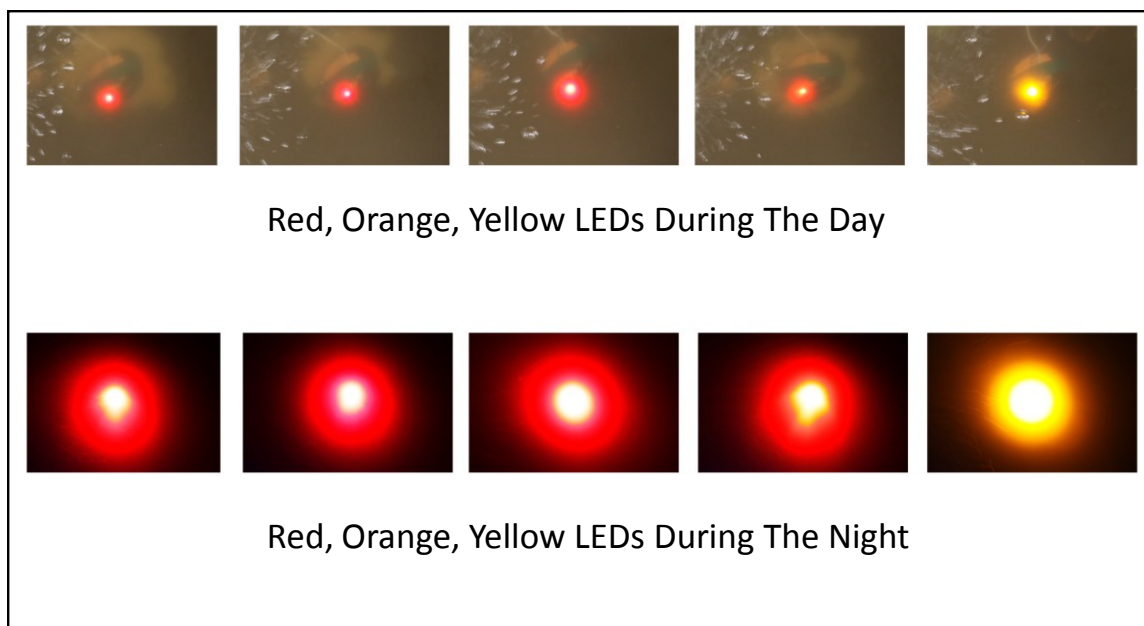 Red, Orange, Yellow LEDs During The Day
Red, Orange, Yellow LEDs During The Night